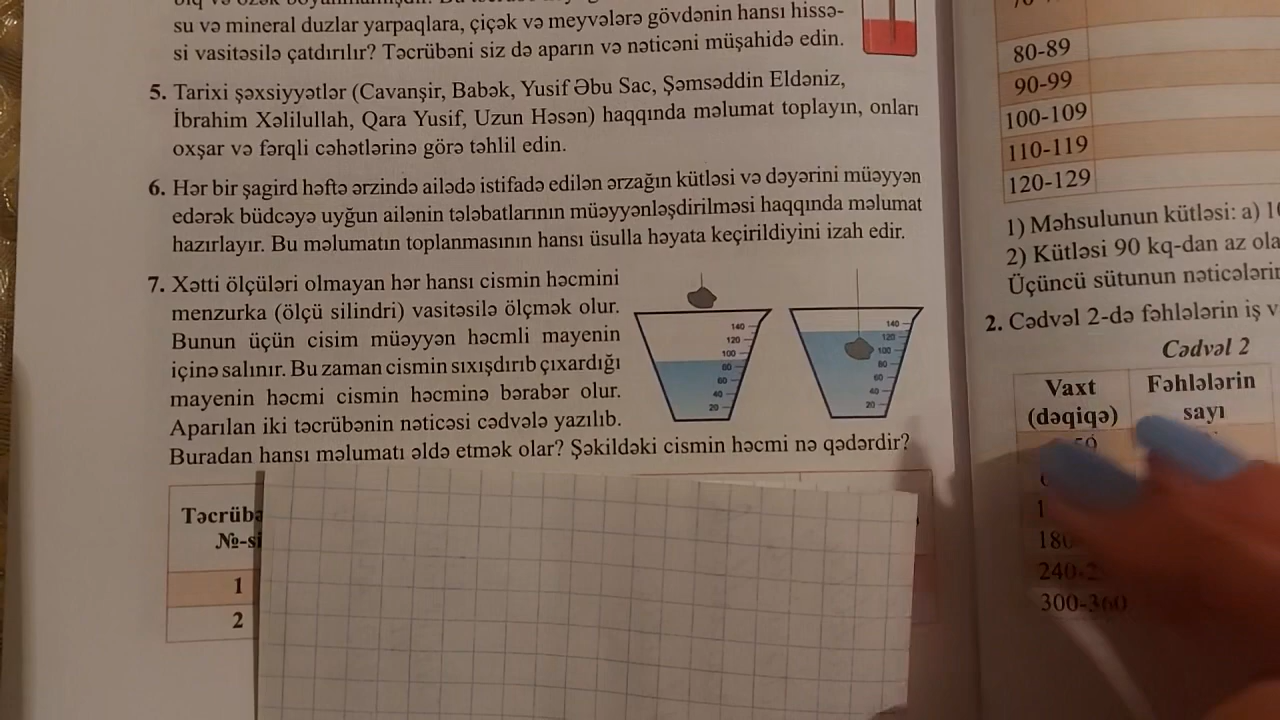 su və mineral duzlar yarpaqlara, çiçək və meyvələrə gövdənin hansı hissə-
si vasitəsilə çatdırılır? Təcrübəni siz də aparın və nəticəni müşahidə edin.
5. Tarixi şəxsiyyətlər (Cavanşir, Babək, Yusif Əbu Sac, Şəmsəddin Eldəniz,
İbrahim Xəlilullah, Qara Yusif, Uzun Həsən) haqqında məlumat toplayın, onları
oxşar və fərqli cəhətlərinə görə təhlil edin.
6. Hər bir şagird həftə ərzində ailədə istifadə edilən ərzağın kütləsi və dəyərini müəyyən
edərək büdcəyə uyğun ailənin tələbatlarının müəyyənləşdirilməsi haqqında məlumat
hazırlayır. Bu məlumatın toplanmasının hansı üsulla həyata keçirildiyini izah edir.
7. Xətti ölçüləri olmayan hər hansı cismin həcmini
menzurka (ölçü silindri) vasitəsilə ölçmək olur.
Bunun üçün cisim müəyyən həcmli mayenin
içinə salınır. Bu zaman cismin sıxışdırıb çıxardığı
mayenin həcmi cismin həcminə bərabər olur.
Aparılan iki təcrübənin nəticəsi cədvələ yazılıb.
Buradan hansı məlumatı əldə etmək olar? Şəkildəki cismin həcmi nə qədərdir?
140
120
100
80
60
40
20
140
120
100
80
60
40
20
Təcrübə
№-si
1
2
80-89
90-99
100-109
110-119
120-129
1) Məhsulunun kütləsi: a)
2) Kütləsi 90 kq-dan az
Üçüncü sütunun
2. Cədvəl 2-də fəhlələrin iş
Cədvəl 2
Vaxt
(dəqiqə)
Fəhlələrin
sayı
300-360